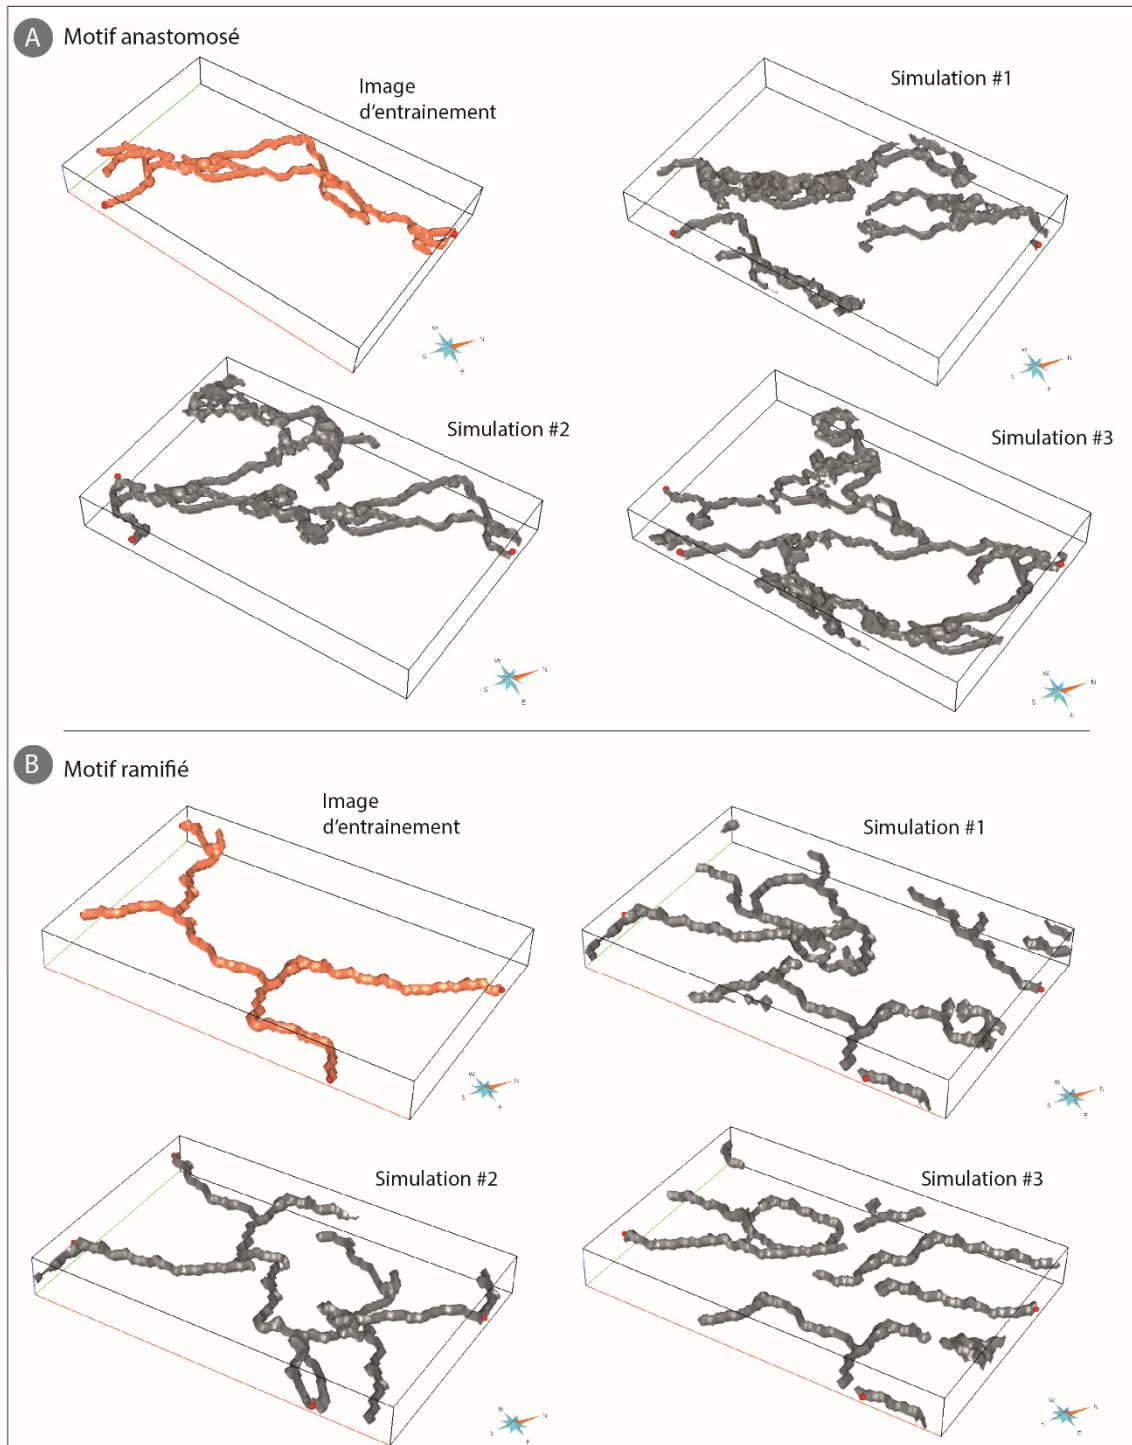 A Motif anastomosé
Image
d'entrainement
Simulation #1
W
N
S
E
W
N
S
E
Simulation #2
Simulation #3
W
N
S
E
W
N
S
E
B Motif ramifié
Image
d'entrainement
Simulation #1
W
N
S
E
W
N
S
E
Simulation #2
Simulation #3
W
N
S
E
W
N
S
E